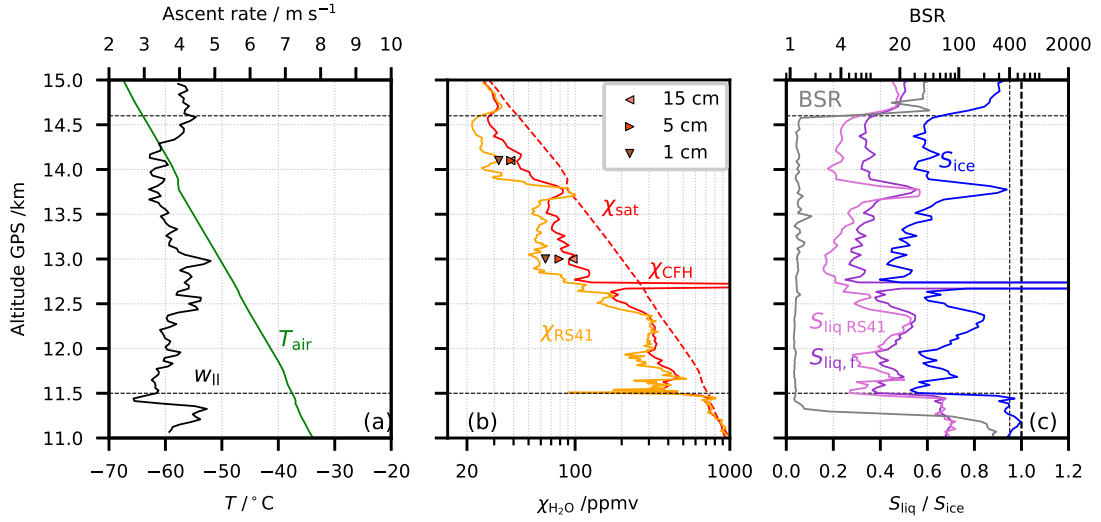 Ascent rate / m s⁻¹
2 3 4 5 6 7 8 9 10
BSR
1 4 20 100 400 2000
Altitude GPS /km
15.0
14.5
14.0
13.5
13.0
12.5
12.0
11.5
11.0
T_air
w_ll
(a)
−70 −60 −50 −40 −30 −20 −10
T / °C
15 cm
5 cm
1 cm
χ_sat
χ_CFH
χ_RS41
(b)
20 100 1000
χ_H₂O /ppmv
BSR
S_ice
S_liq RS41
S_liq, f
(c)
0.0 0.2 0.4 0.6 0.8 1.0 1.2
S_liq / S_ice